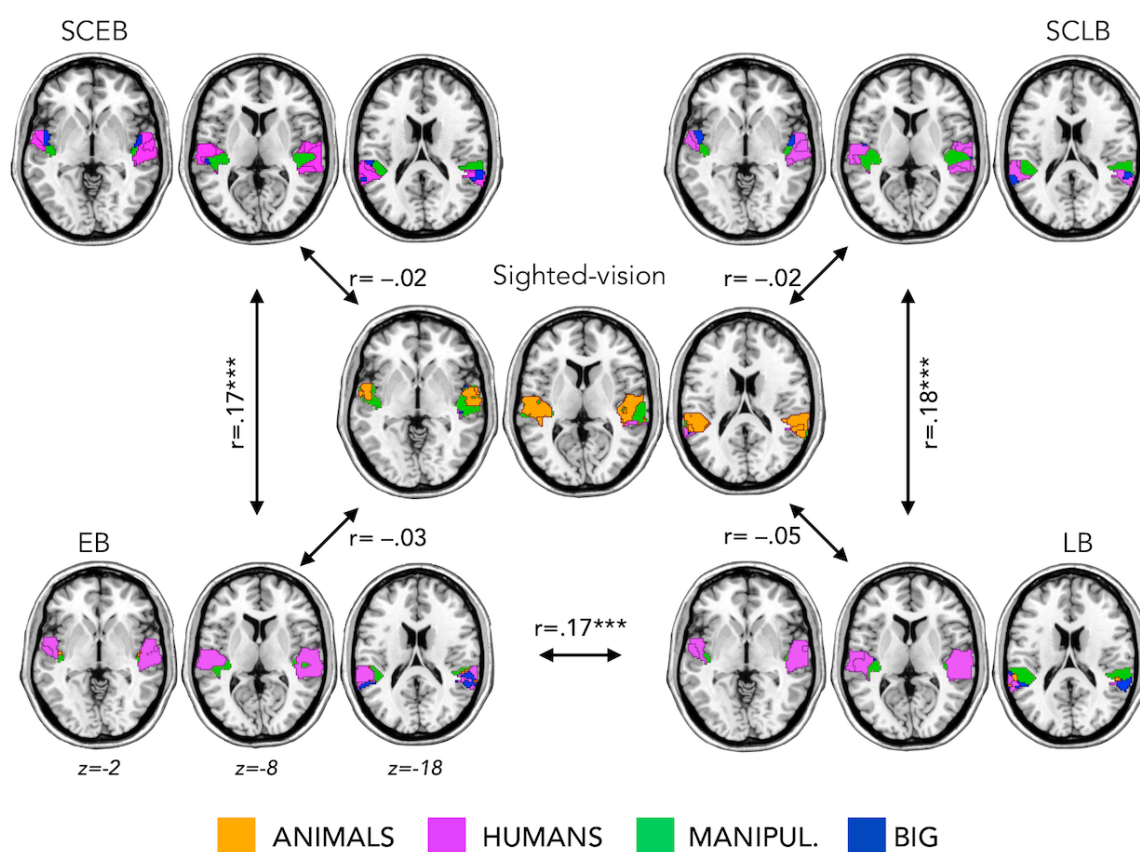 SCEB
SCLB
r= –.02
Sighted-vision
r= –.02
r=.17***
r=.18***
EB
r= –.03
r= –.05
LB
r=.17***
z=-2
z=-8
z=-18
ANIMALS
HUMANS
MANIPUL.
BIG